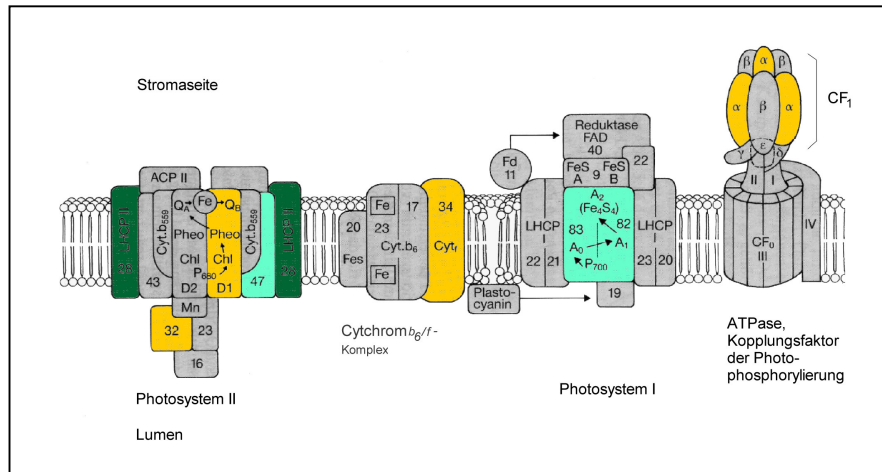 Stromaseite
CF1
β α β
α β α
γ ε δ
II I
IV
CF0
III
ATPase,
Kopplungsfaktor
der Photo-
phosphorylierung
ACP II
QA Fe QB
LHCP II
Cyt.b559
Pheo Pheo
Chl Chl
P680
D2 D1
43
47
Cyt.b559
LHCP II
Mn
32 23
16
Photosystem II
Lumen
Fe
17
34
20 23
Cyt.b6
Cytf
Fes
Fe
Cytchrom b6/f -
Komplex
Plasto-
cyanin
Fd
11
Reduktase
FAD
40
FeS 9 FeS
A B
22
A2
(Fe4S4)
83 82
A0 A1
P700
LHCP
22 21
LHCP
23 20
19
Photosystem I